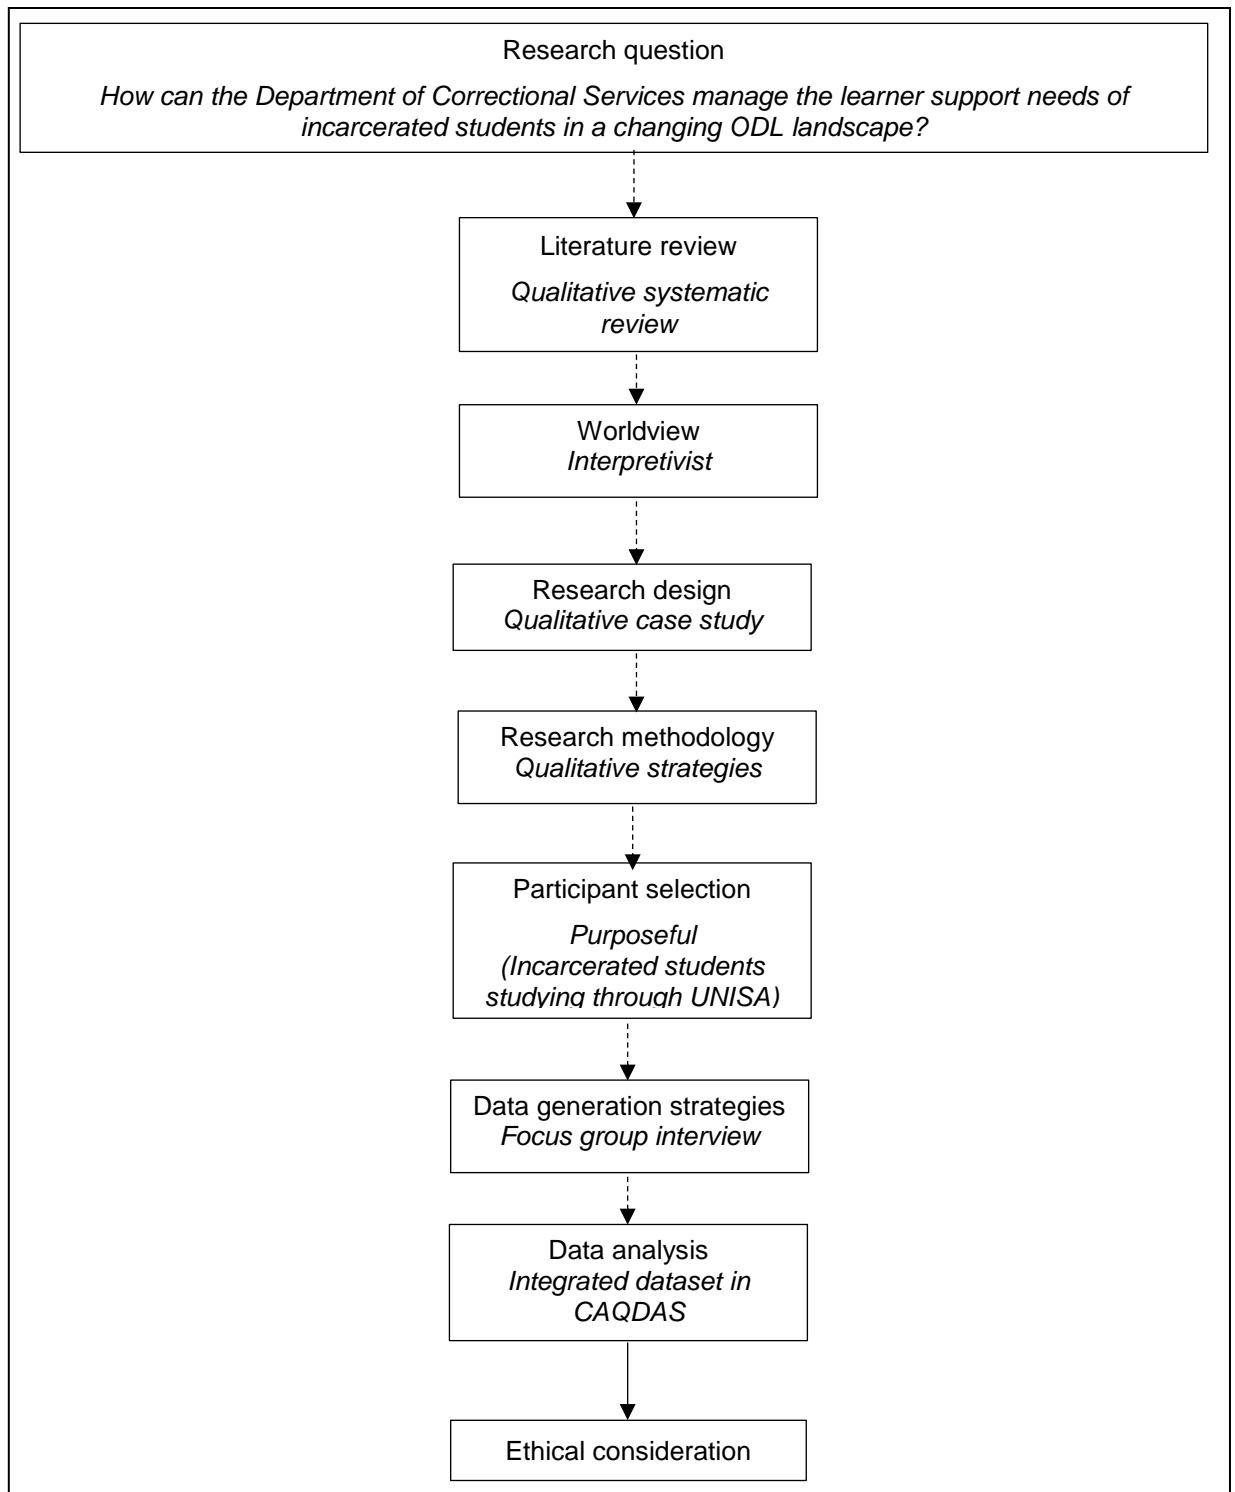 Research question
How can the Department of Correctional Services manage the learner support needs of
incarcerated students in a changing ODL landscape?
Literature review
Qualitative systematic
review
Worldview
Interpretivist
Research design
Qualitative case study
Research methodology
Qualitative strategies
Participant selection
Purposeful
(Incarcerated students
studying through UNISA)
Data generation strategies
Focus group interview
Data analysis
Integrated dataset in
CAQDAS
Ethical consideration